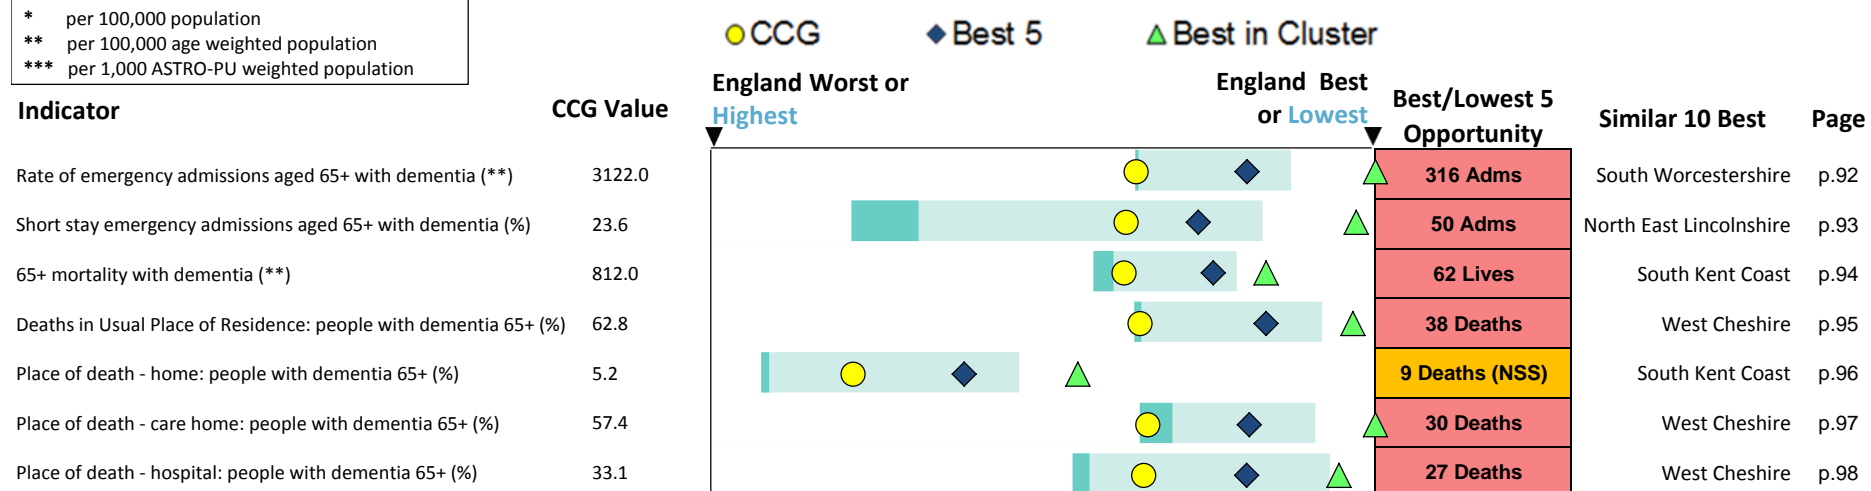 * per 100,000 population
** per 100,000 age weighted population
*** per 1,000 ASTRO-PU weighted population
CCG Best 5 Best in Cluster
England Worst or Highest England Best or Lowest
Indicator CCG Value Best/Lowest 5 Opportunity Similar 10 Best Page
Rate of emergency admissions aged 65+ with dementia (**) 3122.0 316 Adms South Worcestershire p.92
Short stay emergency admissions aged 65+ with dementia (%) 23.6 50 Adms North East Lincolnshire p.93
65+ mortality with dementia (**) 812.0 62 Lives South Kent Coast p.94
Deaths in Usual Place of Residence: people with dementia 65+ (%) 62.8 38 Deaths West Cheshire p.95
Place of death - home: people with dementia 65+ (%) 5.2 9 Deaths (NSS) South Kent Coast p.96
Place of death - care home: people with dementia 65+ (%) 57.4 30 Deaths West Cheshire p.97
Place of death - hospital: people with dementia 65+ (%) 33.1 27 Deaths West Cheshire p.98